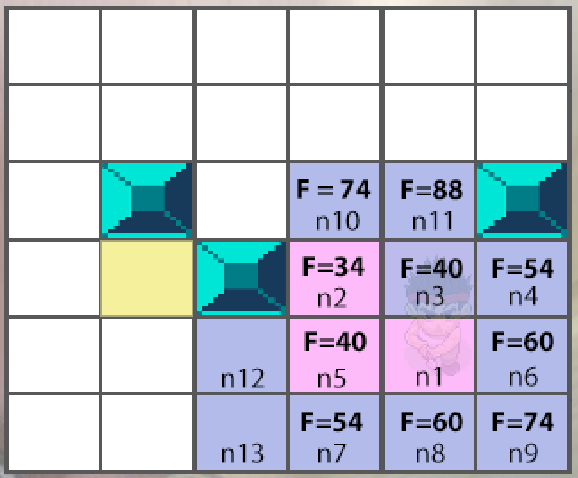 F = 74
n10
F=88
n11
F=34
n2
F=40
n3
F=54
n4
n12
F=40
n5
n1
F=60
n6
n13
F=54
n7
F=60
n8
F=74
n9